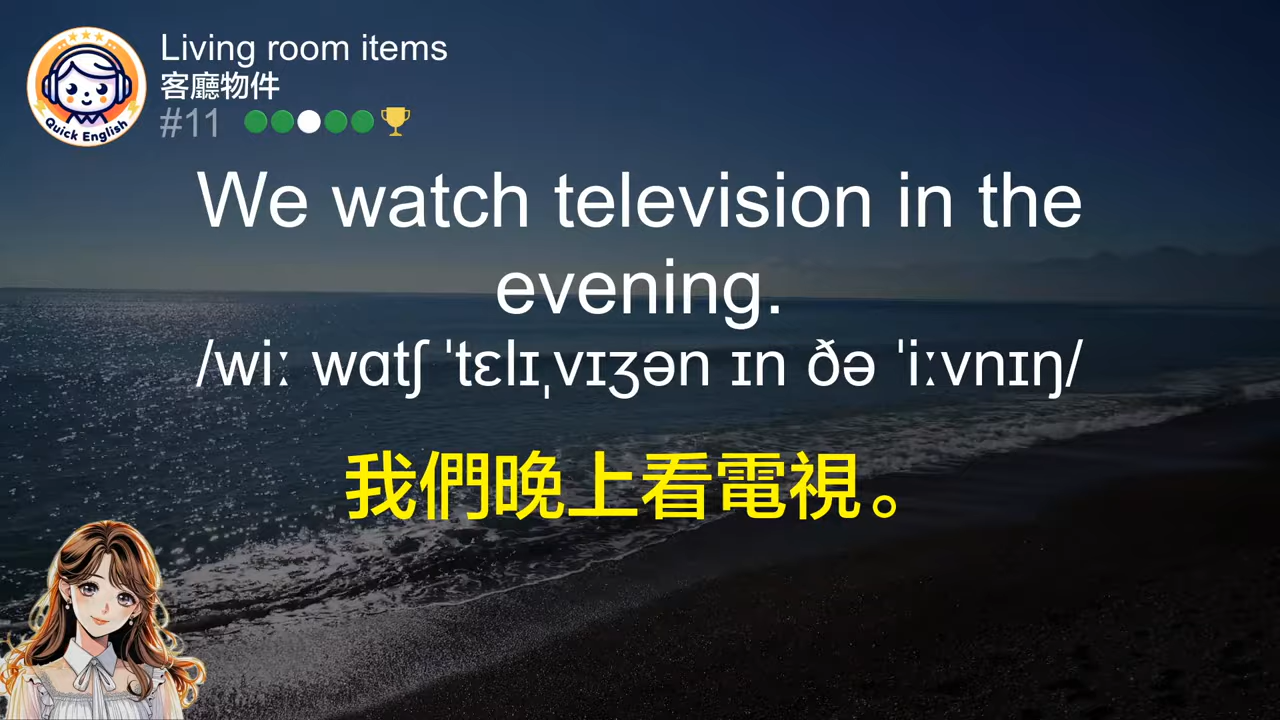 Living room items
客廳物件
#11
Quick English
We watch television in the
evening.
/wiː wɑtʃ ˈtɛlɪˌvɪʒən ɪn ðə ˈiːvnɪŋ/
我們晚上看電視。